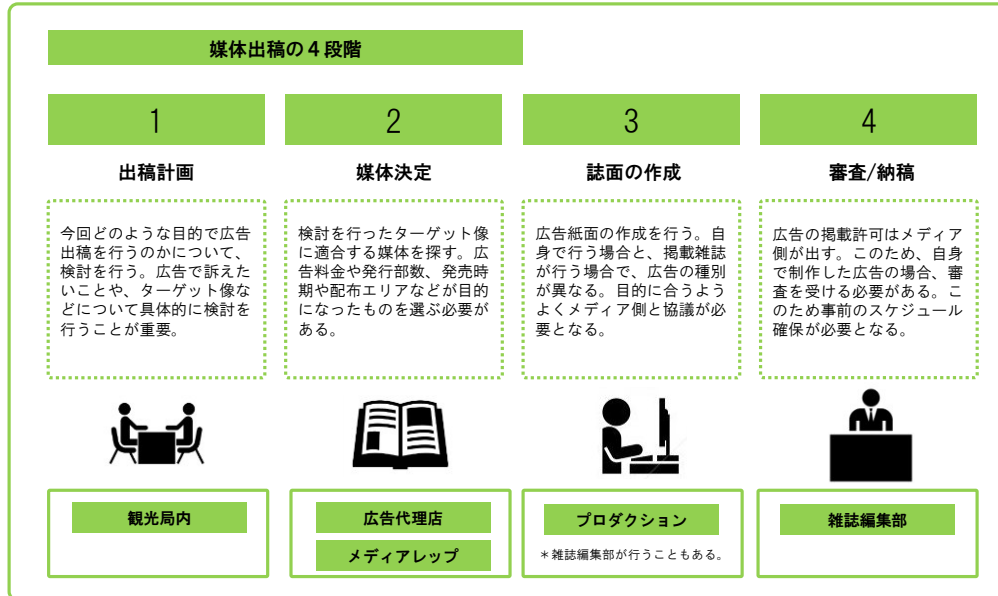 媒体出稿の４段階
1
出稿計画
今回どのような目的で広告
出稿を行うのかについて、
検討を行う。広告で訴えた
いことや、ターゲット像な
どについて具体的に検討を
行うことが重要。
観光局内
2
媒体決定
検討を行ったターゲット像
に適合する媒体を探す。広
告料金や発行部数、発売時
期や配布エリアなどが目的
になったものを選ぶ必要が
ある。
広告代理店
メディアレップ
3
誌面の作成
広告紙面の作成を行う。自
身で行う場合と、掲載雑誌
が行う場合で、広告の種別
が異なる。目的に合うよう
よくメディア側と協議が必
要となる。
プロダクション
＊雑誌編集部が行うこともある。
4
審査/納稿
広告の掲載許可はメディア
側が出す。このため、自身
で制作した広告の場合、審
査を受ける必要がある。こ
のため事前のスケジュール
確保が必要となる。
雑誌編集部